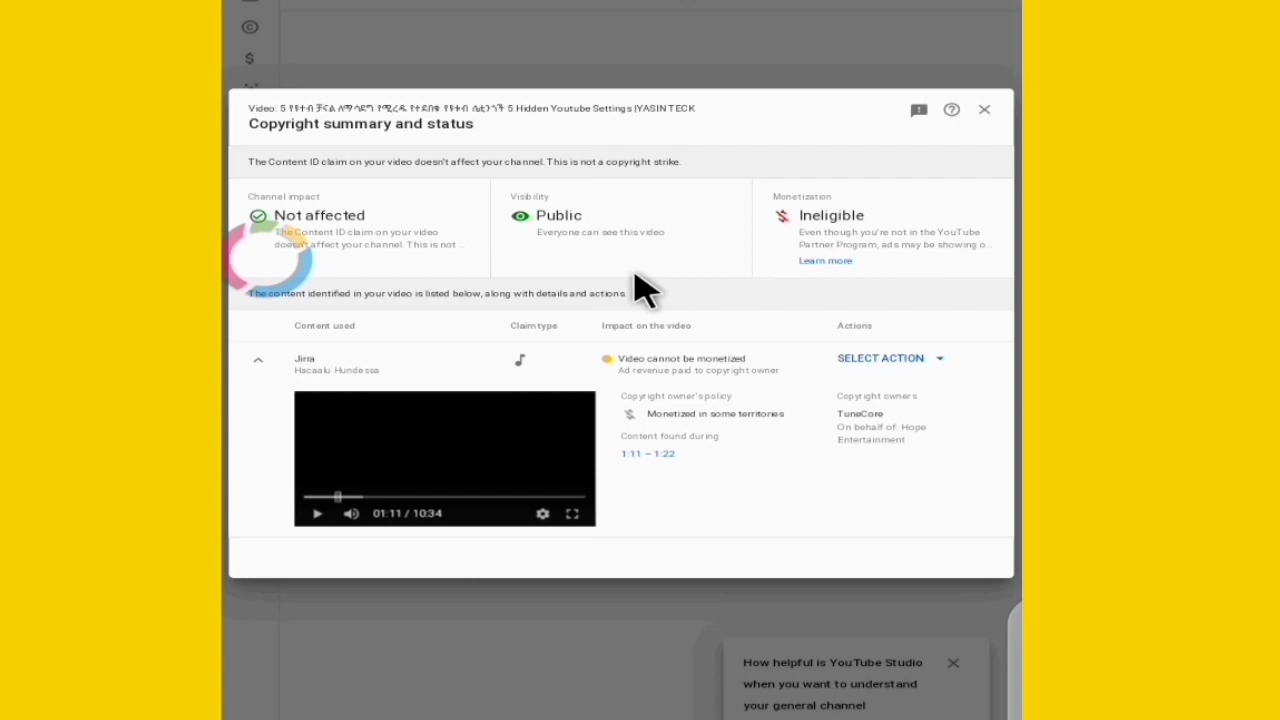 Video: 5 የዩተብ ቻናል ለማሳደግ የሚረዱ የተደበቁ የዩቱብ ሴቲንጎች 5 Hidden Youtube Settings |YASIN TECK
Copyright summary and status
The Content ID claim on your video doesn't affect your channel. This is not a copyright strike.
Channel impact
Not affected
The Content ID claim on your video
doesn't affect your channel. This is not ...
Visibility
Public
Everyone can see this video
Monetization
Ineligible
Even though you're not in the YouTube
Partner Program, ads may be showing o...
Learn more
The content identified in your video is listed below, along with details and actions.
Content used
Claim type
Impact on the video
Actions
Jirra
Hacaalu Hundessa
Video cannot be monetized
Ad revenue paid to copyright owner
SELECT ACTION
Copyright owner's policy
Monetized in some territories
Content found during
1:11 – 1:22
Copyright owners
TuneCore
On behalf of: Hope
Entertainment
01:11 / 10:34
How helpful is YouTube Studio
when you want to understand
your general channel